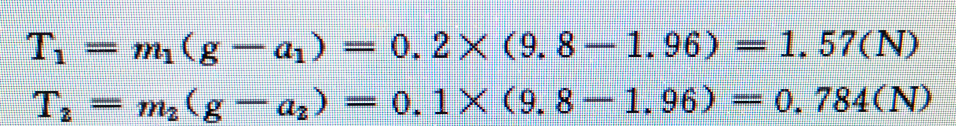 T₁ = m₁(g − a₁) = 0.2 × (9.8 − 1.96) = 1.57(N)
T₂ = m₂(g − a₂) = 0.1 × (9.8 − 1.96) = 0.784(N)